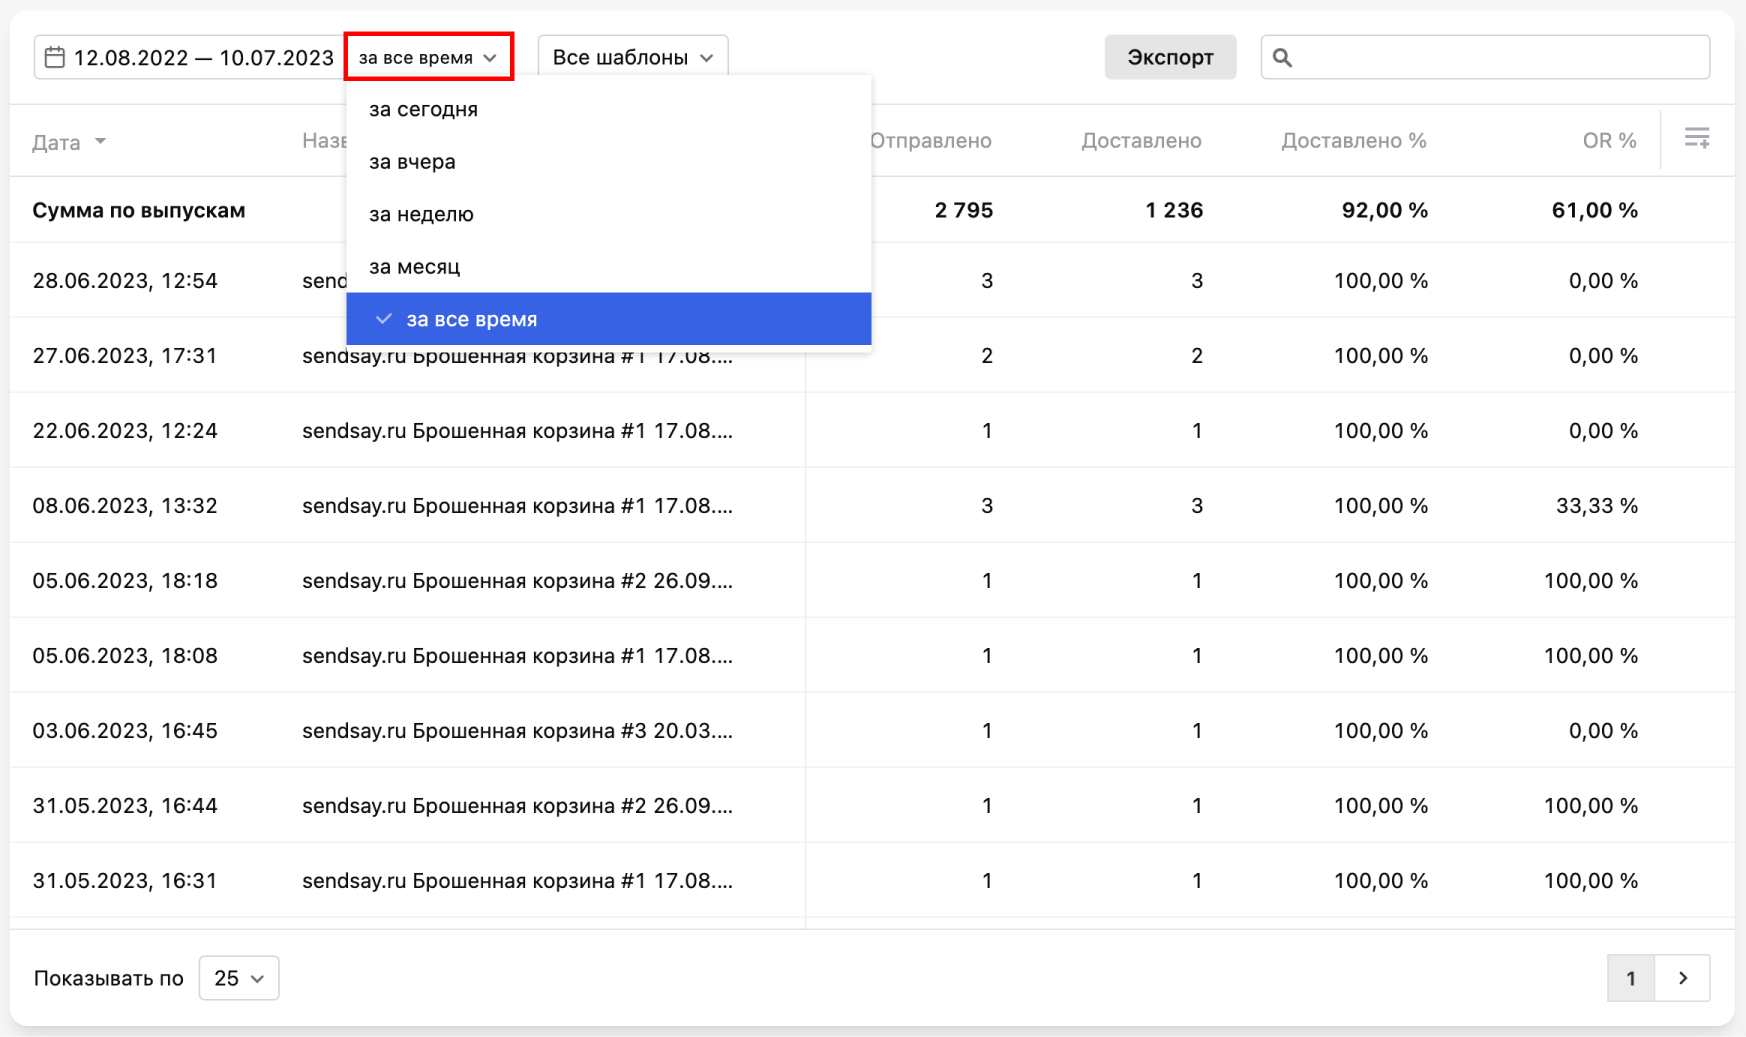 12.08.2022 — 10.07.2023 за все время Все шаблоны Экспорт
за сегодня
за вчера
за неделю
за месяц
за все время
Дата Отправлено Доставлено Доставлено % OR %
Сумма по выпускам 2 795 1 236 92,00 % 61,00 %
28.06.2023, 12:54 3 3 100,00 % 0,00 %
27.06.2023, 17:31 sendsay.ru Брошенная корзина #1 17.08.... 2 2 100,00 % 0,00 %
22.06.2023, 12:24 sendsay.ru Брошенная корзина #1 17.08.... 1 1 100,00 % 0,00 %
08.06.2023, 13:32 sendsay.ru Брошенная корзина #1 17.08.... 3 3 100,00 % 33,33 %
05.06.2023, 18:18 sendsay.ru Брошенная корзина #2 26.09.... 1 1 100,00 % 100,00 %
05.06.2023, 18:08 sendsay.ru Брошенная корзина #1 17.08.... 1 1 100,00 % 100,00 %
03.06.2023, 16:45 sendsay.ru Брошенная корзина #3 20.03.... 1 1 100,00 % 0,00 %
31.05.2023, 16:44 sendsay.ru Брошенная корзина #2 26.09.... 1 1 100,00 % 100,00 %
31.05.2023, 16:31 sendsay.ru Брошенная корзина #1 17.08.... 1 1 100,00 % 100,00 %
Показывать по 25 1